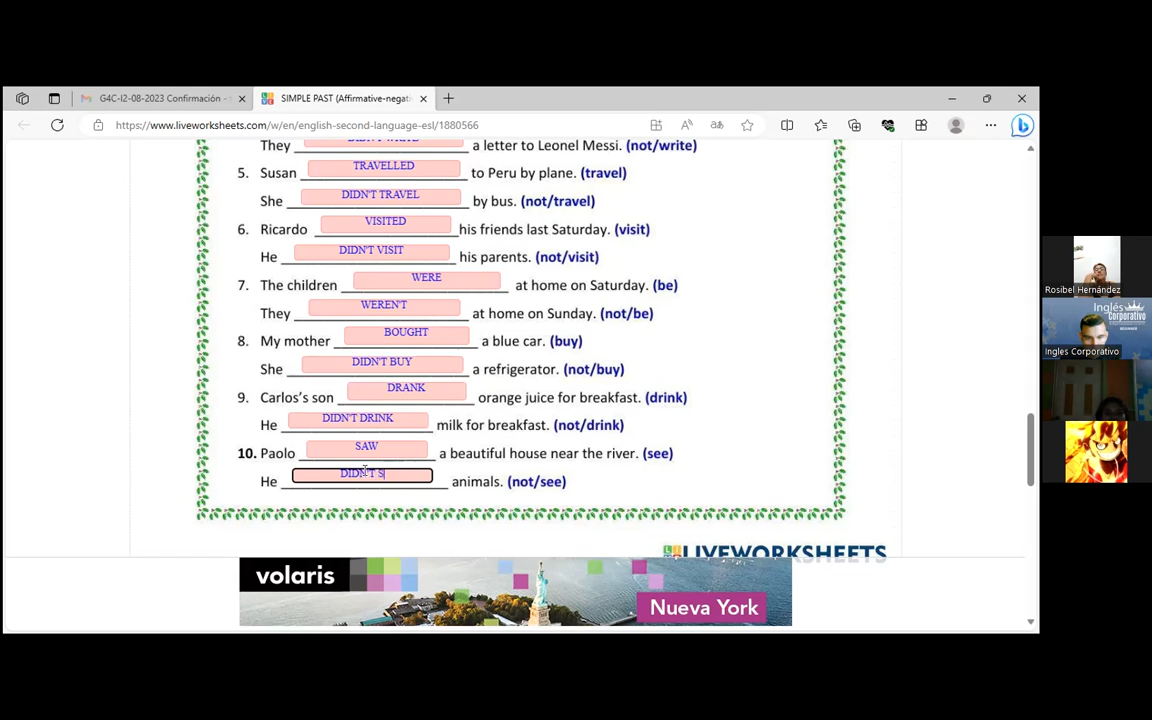 G4C-I2-08-2023 Confirmación -
SIMPLE PAST (Affirmative-negati
https://www.liveworksheets.com/w/en/english-second-language-esl/1880566
They DIDN'T WRITE a letter to Leonel Messi. (not/write)
5. Susan TRAVELLED to Peru by plane. (travel)
She DIDN'T TRAVEL by bus. (not/travel)
6. Ricardo VISITED his friends last Saturday. (visit)
He DIDN'T VISIT his parents. (not/visit)
7. The children WERE at home on Saturday. (be)
They WEREN'T at home on Sunday. (not/be)
8. My mother BOUGHT a blue car. (buy)
She DIDN'T BUY a refrigerator. (not/buy)
9. Carlos's son DRANK orange juice for breakfast. (drink)
He DIDN'T DRINK milk for breakfast. (not/drink)
10. Paolo SAW a beautiful house near the river. (see)
He DIDN'T S animals. (not/see)
LIVEWORKSHEETS
volaris
Nueva York
Rosibel Hernández
Inglés
Corporativo
Ingles Corporativo